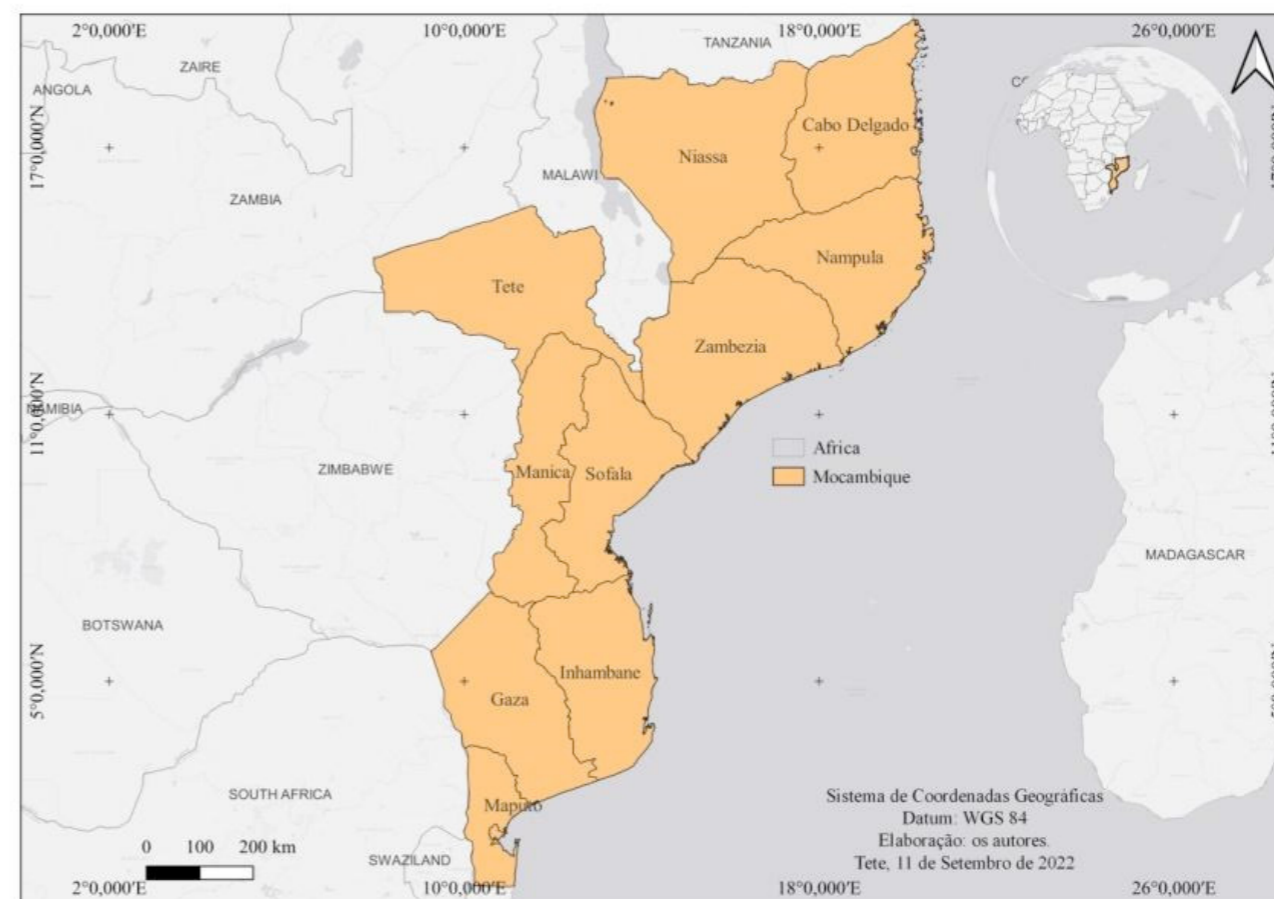 2°0,000′E
10°0,000′E
18°0,000′E
26°0,000′E
TANZANIA
ZAIRE
ANGOLA
Cabo Delgado
17°0,000′N
Niassa
MALAWI
ZAMBIA
Nampula
Tete
Zambezia
NAMIBIA
11°0,000′N
Africa
Mocambique
ZIMBABWE
Manica
Sofala
MADAGASCAR
BOTSWANA
Inhambane
5°0,000′N
Gaza
SOUTH AFRICA
Maputo
Sistema de Coordenadas Geográficas
Datum: WGS 84
Elaboração: os autores.
Tete, 11 de Setembro de 2022
0 100 200 km
SWAZILAND
2°0,000′E
10°0,000′E
18°0,000′E
26°0,000′E